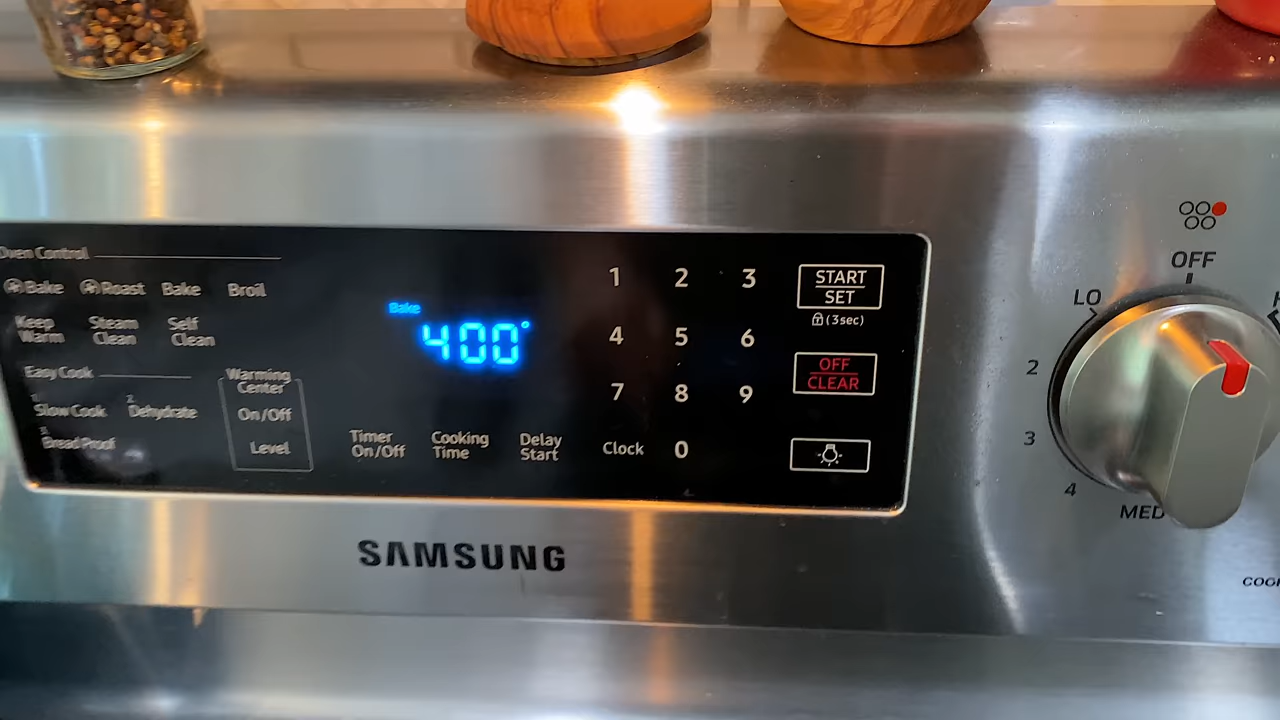 Oven Control
Bake Roast Bake Broil
Keep Warm Steam Clean Self Clean
Easy Cook
1 Slow Cook 2 Dehydrate
3 Bread Proof
Warming Center
On/Off
Level
Bake
400°
Timer On/Off Cooking Time Delay Start
1 2 3
4 5 6
7 8 9
Clock 0
START
SET
(3sec)
OFF
CLEAR
SAMSUNG
OFF
LO
2
3
4
MED